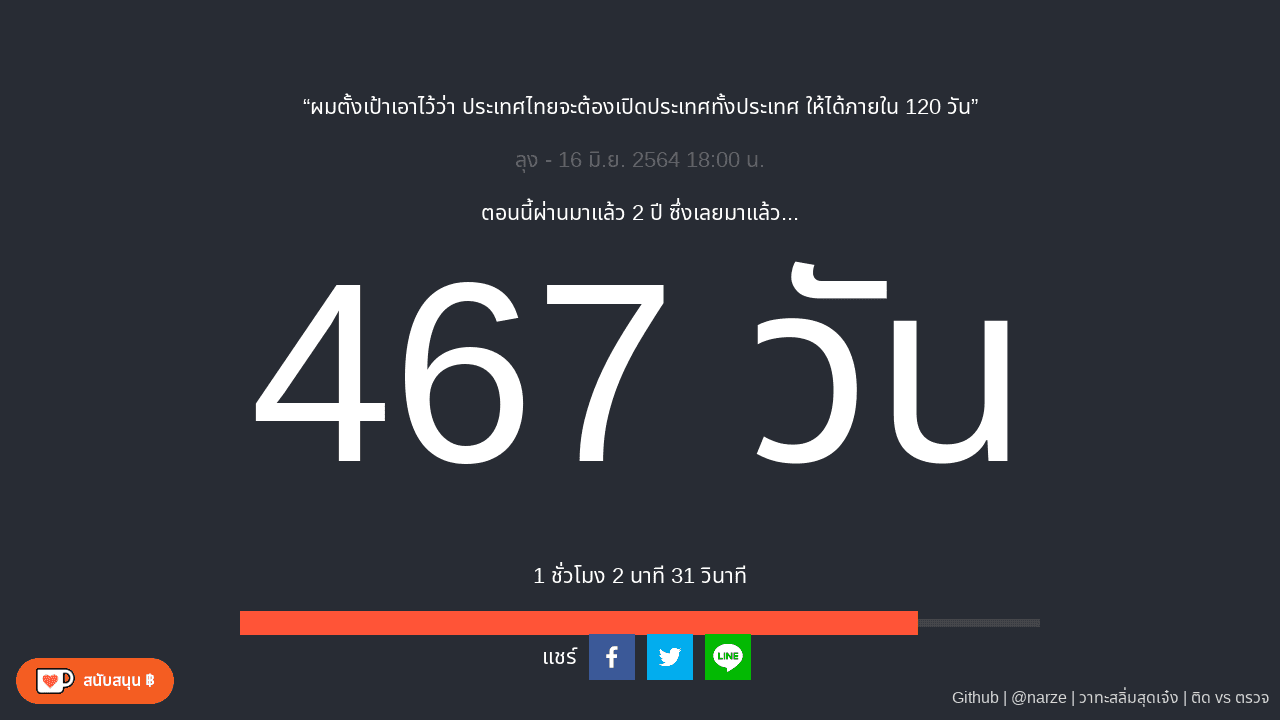 “ผมตั้งเป้าเอาไว้ว่า ประเทศไทยจะต้องเปิดประเทศทั้งประเทศ ให้ได้ภายใน 120 วัน”
ลุง - 16 มิ.ย. 2564 18:00 น.
ตอนนี้ผ่านมาแล้ว 2 ปี ซึ่งเลยมาแล้ว...
467 วัน
1 ชั่วโมง 2 นาที 31 วินาที
แชร์
LINE
สนับสนุน ฿
Github | @narze | วาทะสลิ่มสุดเจ๋ง | ติด vs ตรวจ